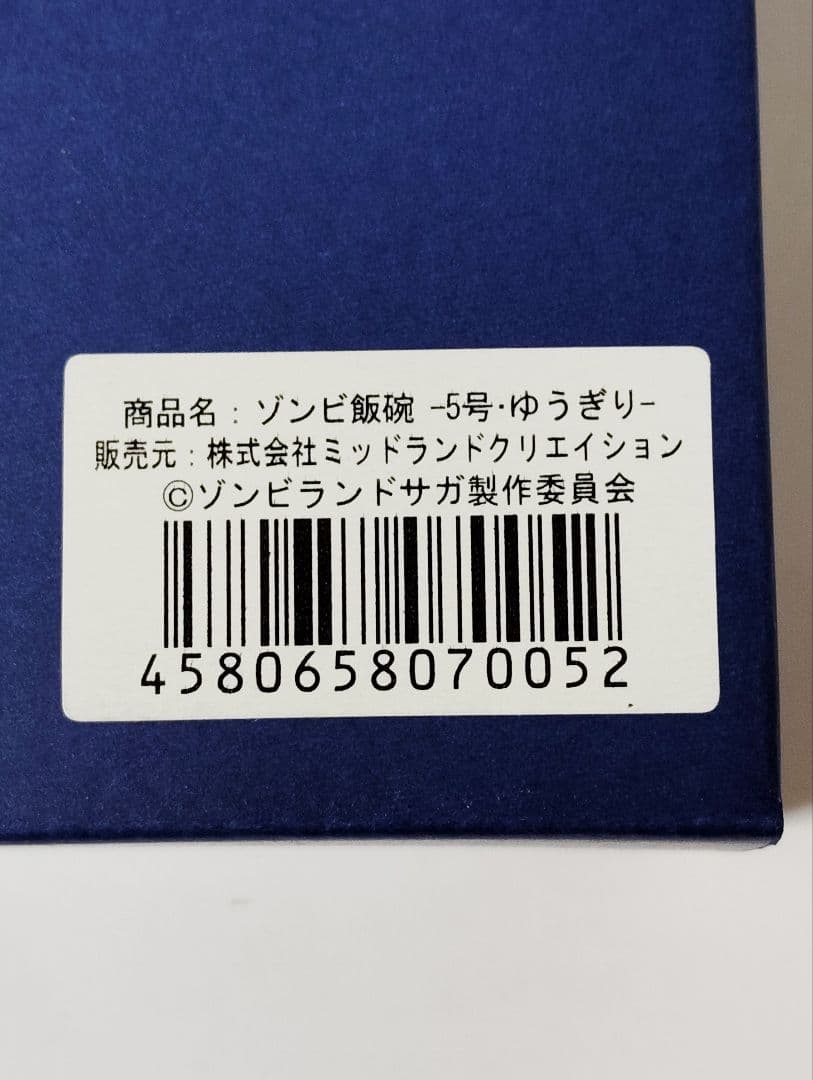 商品名：ゾンビ飯碗 -5号・ゆうぎり-
販売元：株式会社ミッドランドクリエイション
©ゾンビランドサガ製作委員会
4580658070052